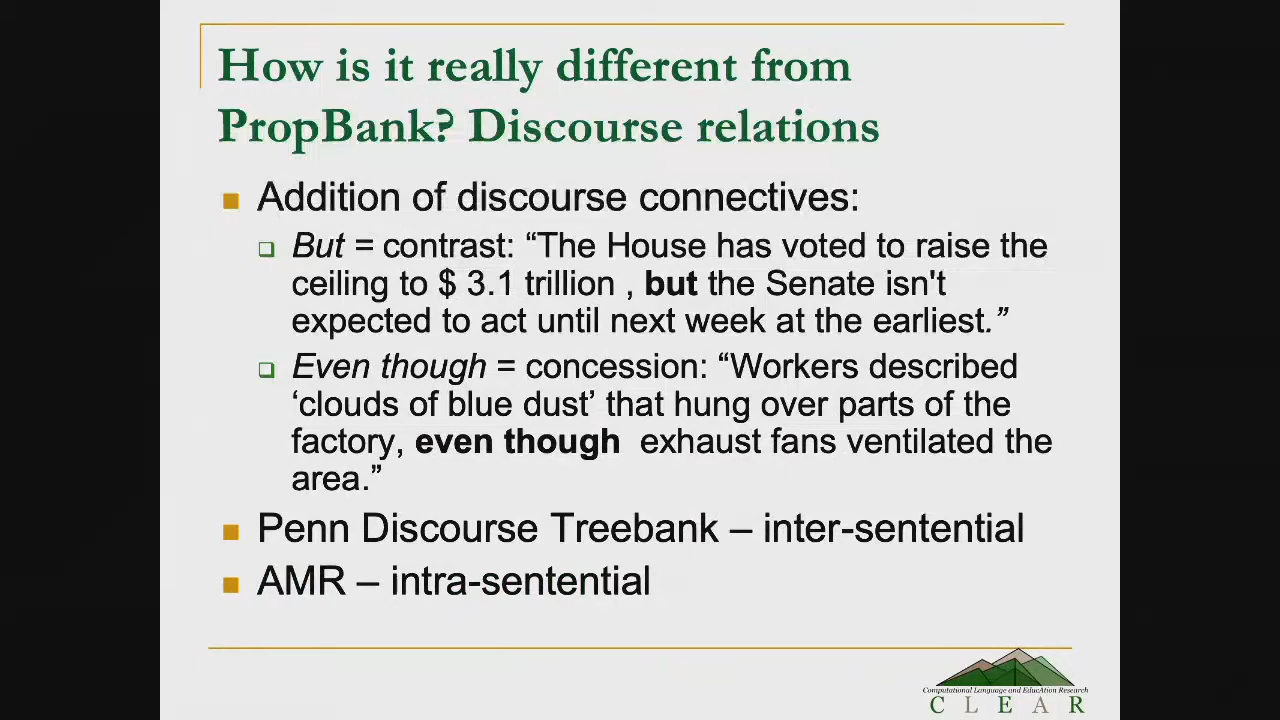 How is it really different from
PropBank? Discourse relations
Addition of discourse connectives:
But = contrast: “The House has voted to raise the
ceiling to $ 3.1 trillion , but the Senate isn't
expected to act until next week at the earliest.”
Even though = concession: “Workers described
‘clouds of blue dust’ that hung over parts of the
factory, even though exhaust fans ventilated the
area.”
Penn Discourse Treebank – inter-sentential
AMR – intra-sentential
Computational Language and EducAtion Research
C L E A R